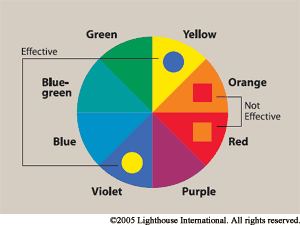 Green
Yellow
Effective
Blue-
green
Orange
Not
Effective
Blue
Red
Violet
Purple
©2005 Lighthouse International. All rights reserved.